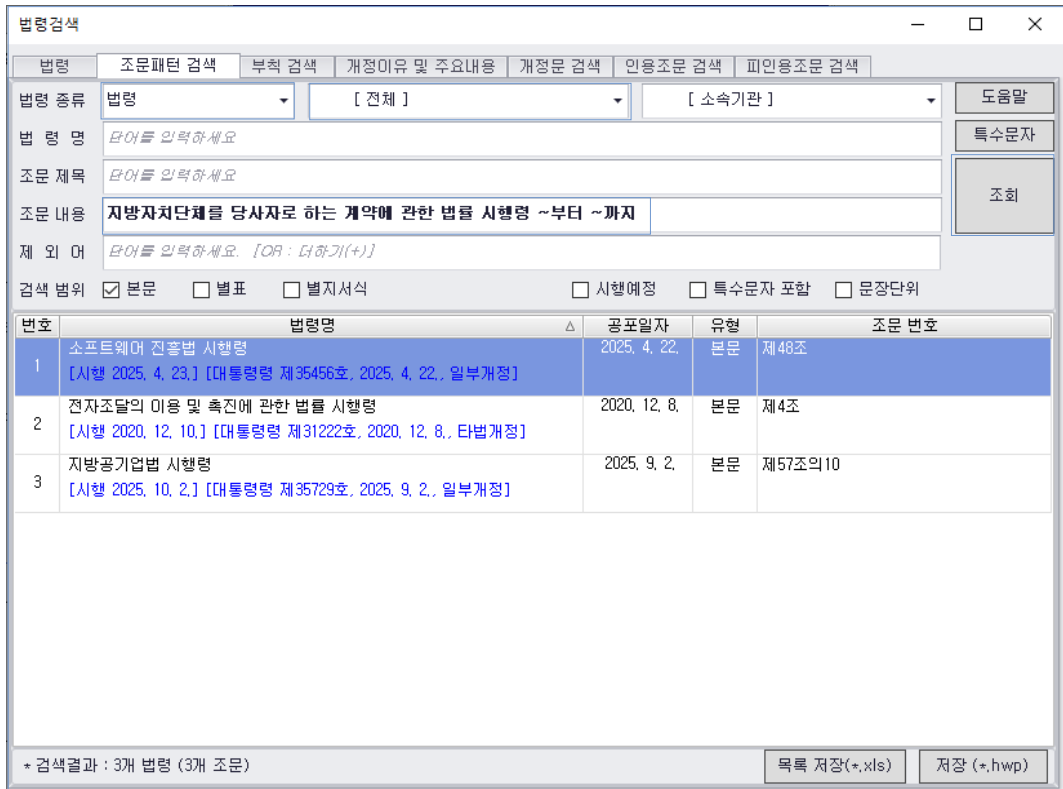 법령검색
법령 조문패턴 검색 부칙 검색 개정이유 및 주요내용 개정문 검색 인용조문 검색 피인용조문 검색
법령 종류 법령 [ 전체 ] [ 소속기관 ] 도움말
법 령 명 단어를 입력하세요 특수문자
조문 제목 단어를 입력하세요
조회
조문 내용 지방자치단체를 당사자로 하는 계약에 관한 법률 시행령 ~부터 ~까지
제 외 어 단어를 입력하세요. [OR : 더하기(+)]
검색 범위 본문 별표 별지서식 시행예정 특수문자 포함 문장단위
번호 법령명 공포일자 유형 조문 번호
1 소프트웨어 진흥법 시행령 2025. 4. 22. 본문 제48조
[시행 2025. 4. 23.] [대통령령 제35456호, 2025. 4. 22., 일부개정]
2 전자조달의 이용 및 촉진에 관한 법률 시행령 2020. 12. 8. 본문 제4조
[시행 2020. 12. 10.] [대통령령 제31222호, 2020. 12. 8., 타법개정]
3 지방공기업법 시행령 2025. 9. 2. 본문 제57조의10
[시행 2025. 10. 2.] [대통령령 제35729호, 2025. 9. 2., 일부개정]
* 검색결과 : 3개 법령 (3개 조문) 목록 저장(*.xls) 저장 (*.hwp)